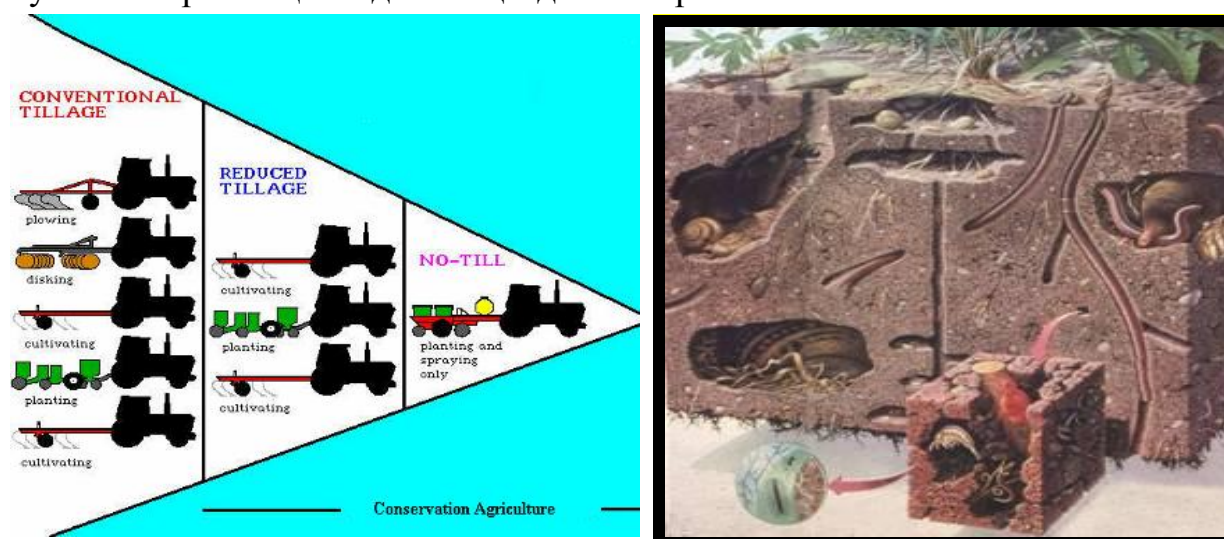 CONVENTIONAL
TILLAGE
plowing
disking
cultivating
planting
cultivating
REDUCED
TILLAGE
cultivating
planting
cultivating
NO-TILL
planting and
spraying
only
Conservation Agriculture